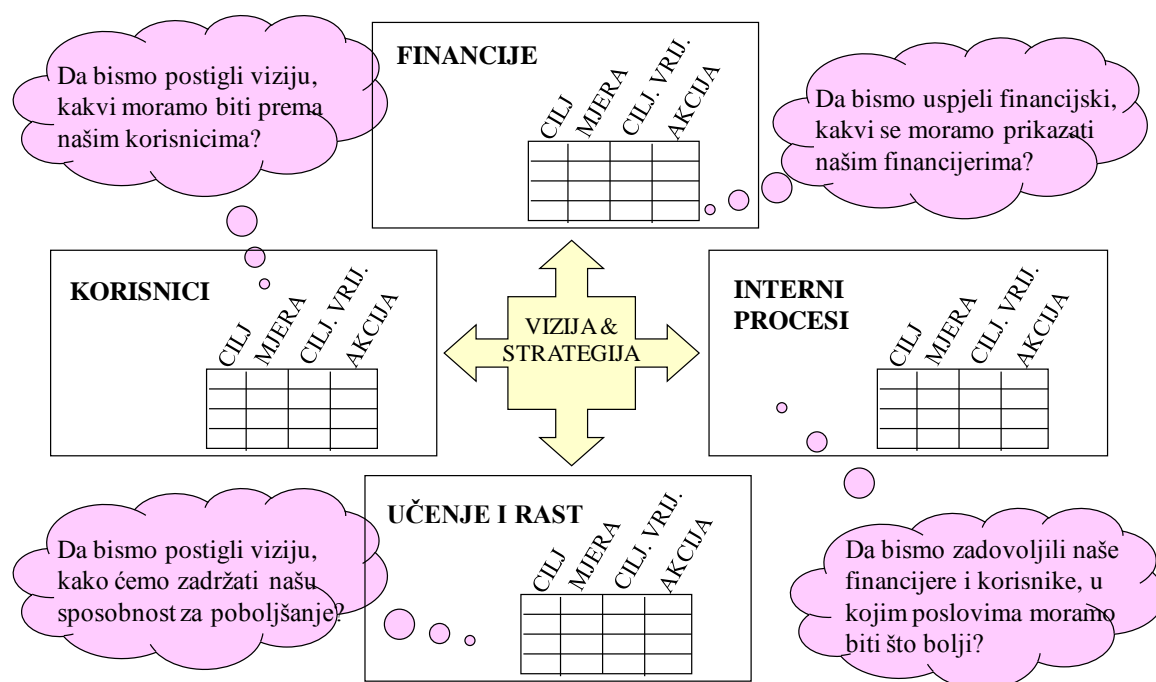 FINANCIJE
CILJ
MJERA
CILJ. VRIJ.
AKCIJA
Da bismo postigli viziju,
kakvi moramo biti prema
našim korisnicima?
Da bismo uspjeli financijski,
kakvi se moramo prikazati
našim financijerima?
KORISNICI
CILJ
MJERA
CILJ. VRIJ.
AKCIJA
VIZIJA &
STRATEGIJA
INTERNI
PROCESI
CILJ
MJERA
CILJ. VRIJ.
AKCIJA
UČENJE I RAST
CILJ
MJERA
CILJ. VRIJ.
AKCIJA
Da bismo postigli viziju,
kako ćemo zadržati našu
sposobnost za poboljšanje?
Da bismo zadovoljili naše
financijere i korisnike, u
kojim poslovima moramo
biti što bolji?